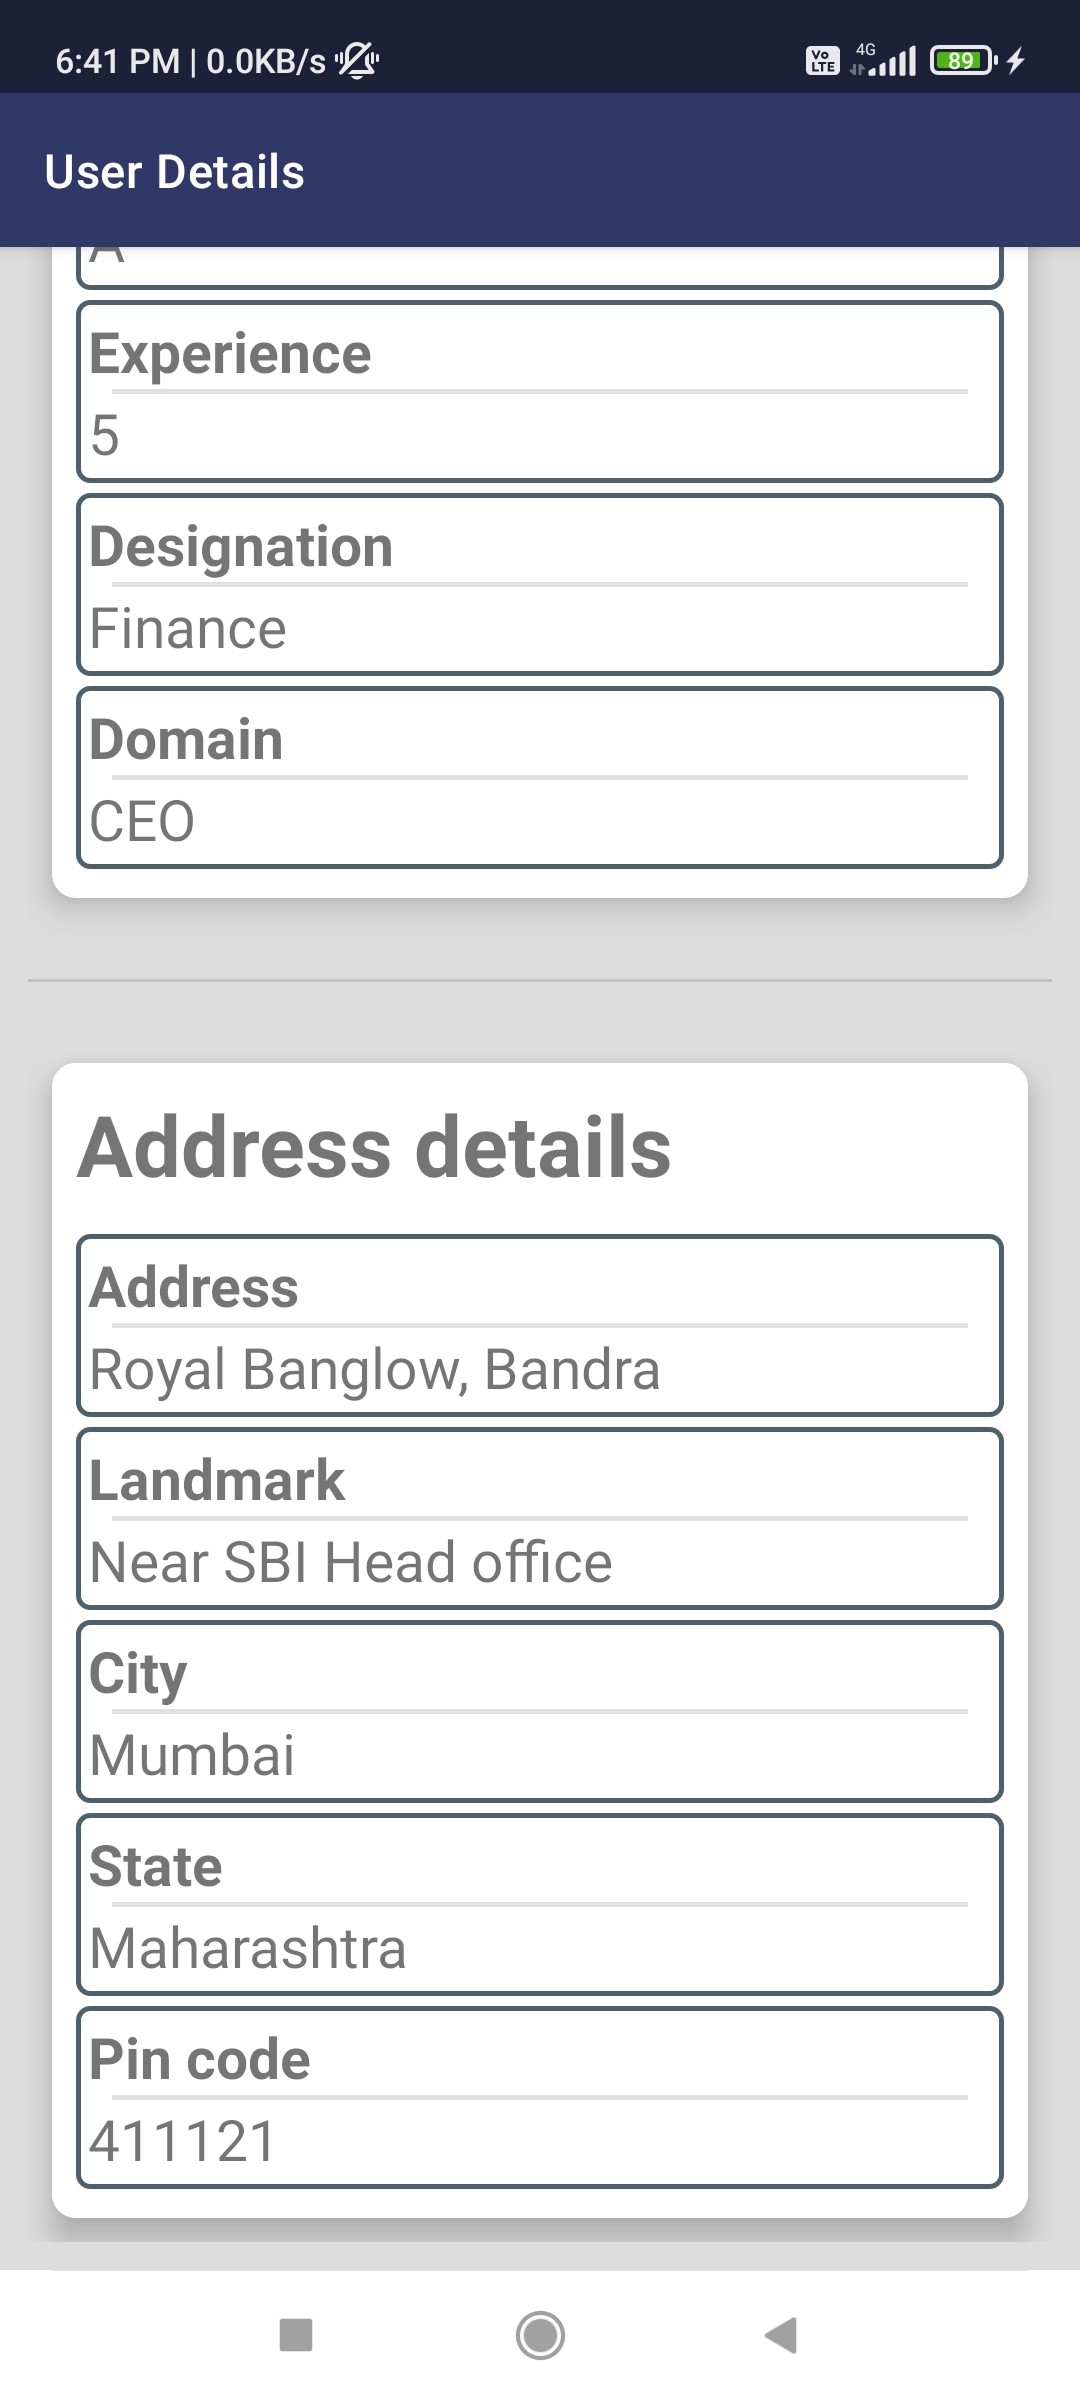 6:41 PM | 0.0KB/s
Vo LTE 4G 89
User Details
A
Experience
5
Designation
Finance
Domain
CEO
Address details
Address
Royal Banglow, Bandra
Landmark
Near SBI Head office
City
Mumbai
State
Maharashtra
Pin code
411121